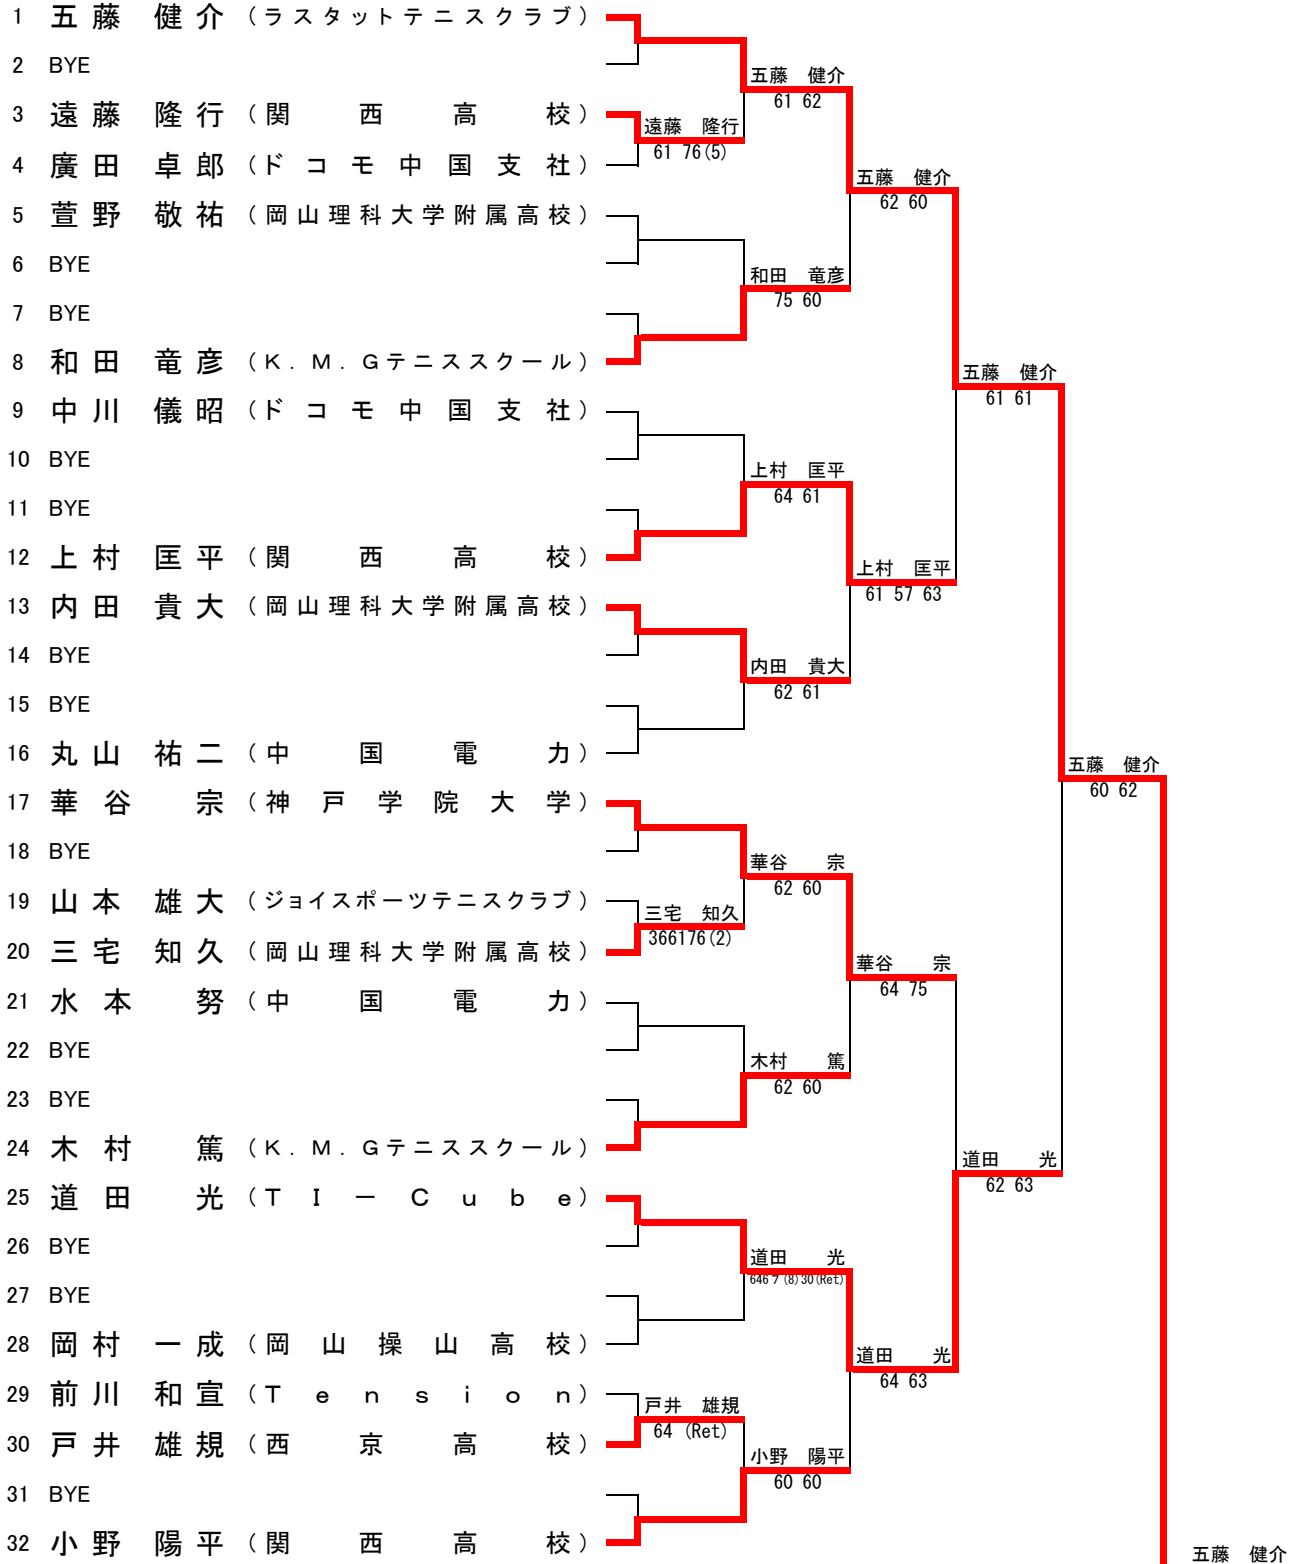 1 五藤 健介 (ラスタットテニスクラブ)
2 BYE
五藤 健介
61 62
3 遠藤 隆行 (関西高校)
遠藤 隆行
61 76(5)
4 廣田 卓郎 (ドコモ中国支社)
五藤 健介
62 60
5 萱野 敬祐 (岡山理科大学附属高校)
6 BYE
和田 竜彦
75 60
7 BYE
8 和田 竜彦 (K.M.Gテニススクール)
五藤 健介
61 61
9 中川 儀昭 (ドコモ中国支社)
10 BYE
上村 匡平
64 61
11 BYE
12 上村 匡平 (関西高校)
上村 匡平
61 57 63
13 内田 貴大 (岡山理科大学附属高校)
14 BYE
内田 貴大
62 61
15 BYE
16 丸山 祐二 (中国電力)
五藤 健介
60 62
17 華谷 宗 (神戸学院大学)
18 BYE
華谷 宗
62 60
19 山本 雄大 (ジョイスポーツテニスクラブ)
三宅 知久
366176(2)
20 三宅 知久 (岡山理科大学附属高校)
華谷 宗
64 75
21 水本 努 (中国電力)
22 BYE
木村 篤
62 60
23 BYE
24 木村 篤 (K.M.Gテニススクール)
道田 光
62 63
25 道田 光 (TI-Cube)
26 BYE
道田 光
646 7 (8)30(Ret)
27 BYE
28 岡村 一成 (岡山操山高校)
道田 光
64 63
29 前川 和宣 (Tension)
戸井 雄規
64 (Ret)
30 戸井 雄規 (西京高校)
小野 陽平
60 60
31 BYE
32 小野 陽平 (関西高校)
五藤 健介